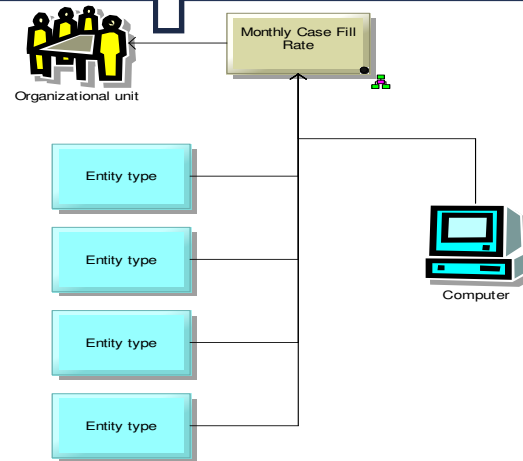 Monthly Case Fill
Rate
Organizational unit
Entity type
Entity type
Computer
Entity type
Entity type